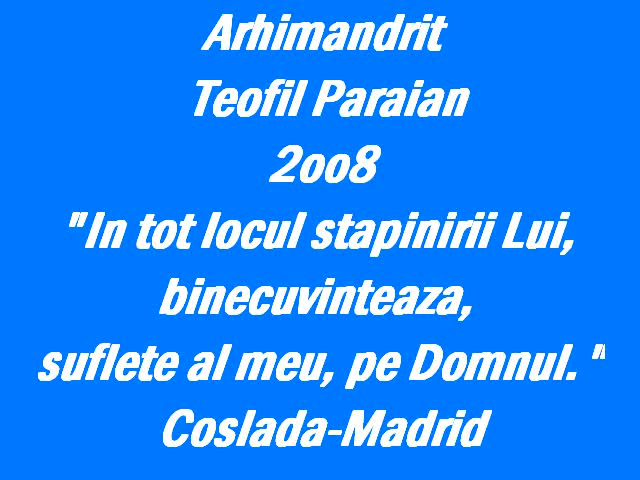 Arhimandrit
Teofil Paraian
2oo8
"In tot locul stapinirii Lui,
binecuvinteaza,
suflete al meu, pe Domnul. "
Coslada-Madrid